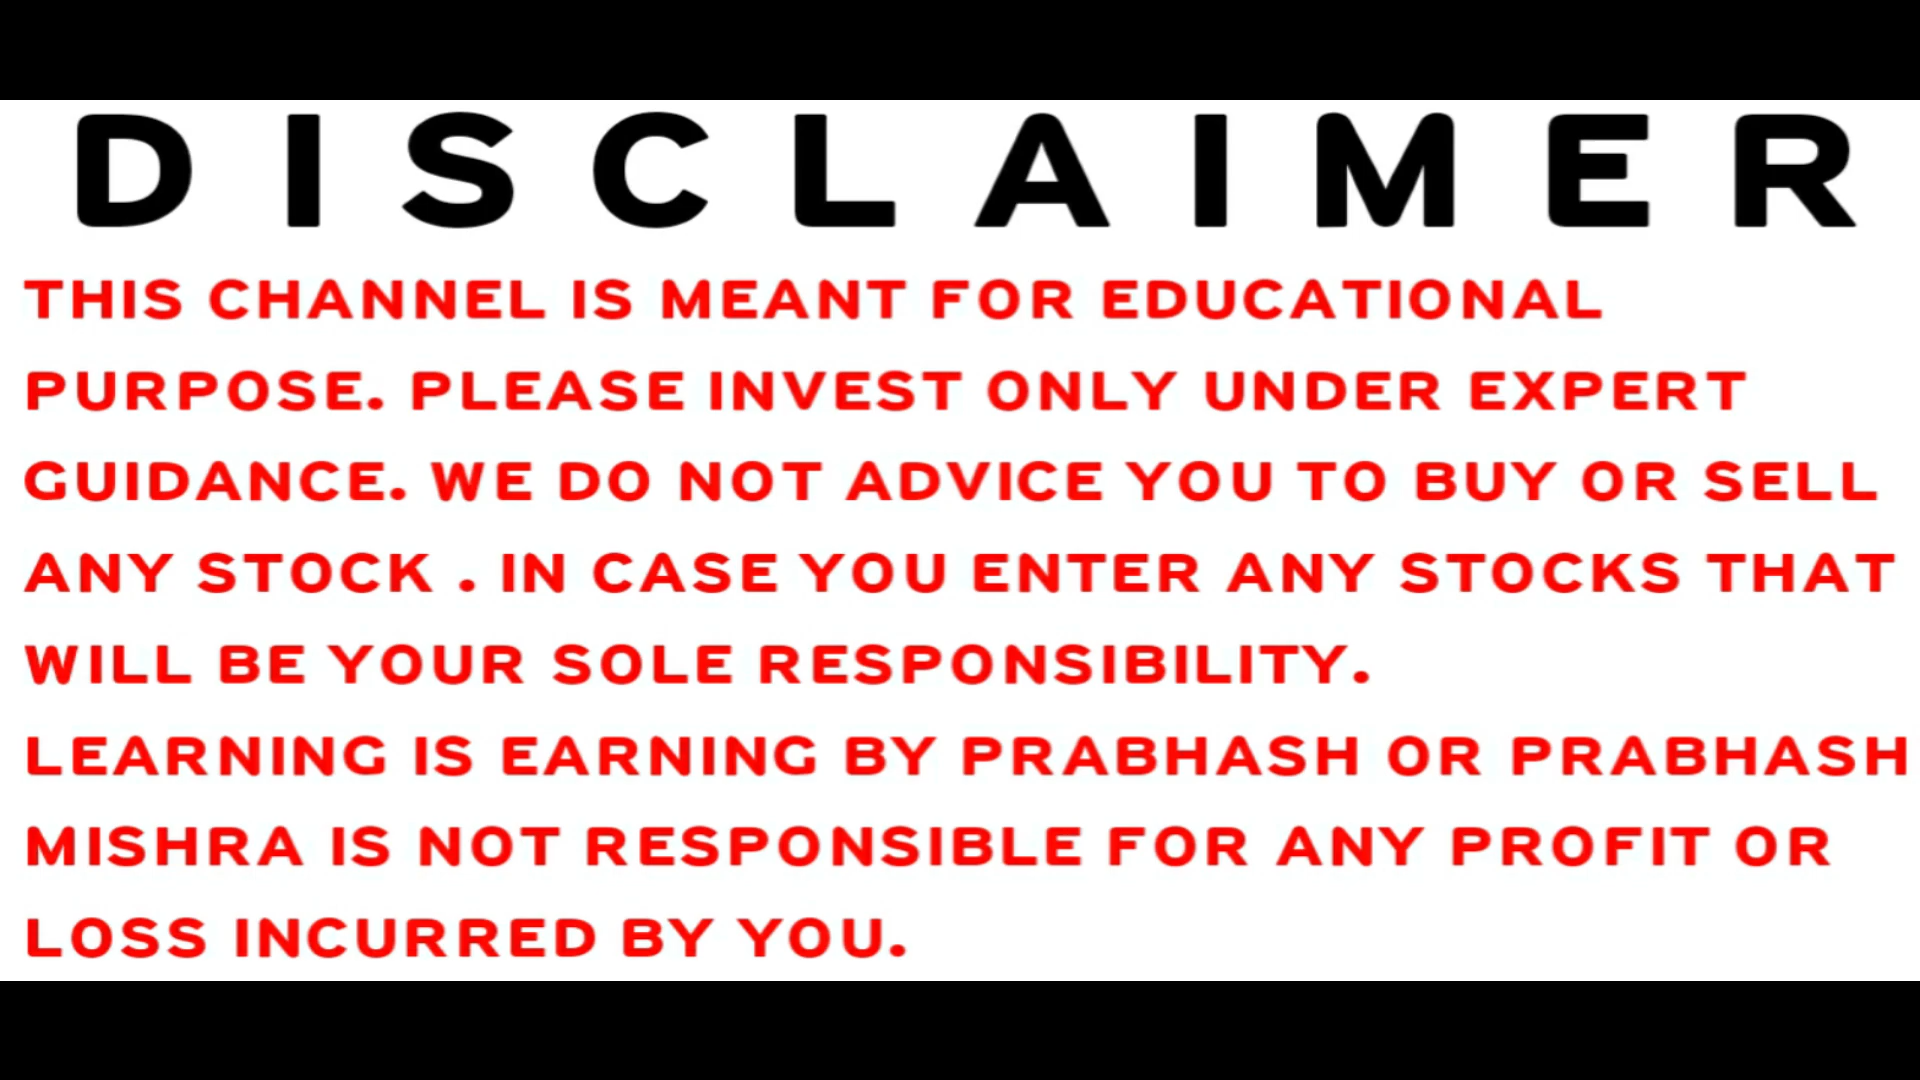 DISCLAIMER
THIS CHANNEL IS MEANT FOR EDUCATIONAL
PURPOSE. PLEASE INVEST ONLY UNDER EXPERT
GUIDANCE. WE DO NOT ADVICE YOU TO BUY OR SELL
ANY STOCK . IN CASE YOU ENTER ANY STOCKS THAT
WILL BE YOUR SOLE RESPONSIBILITY.
LEARNING IS EARNING BY PRABHASH OR PRABHASH
MISHRA IS NOT RESPONSIBLE FOR ANY PROFIT OR
LOSS INCURRED BY YOU.